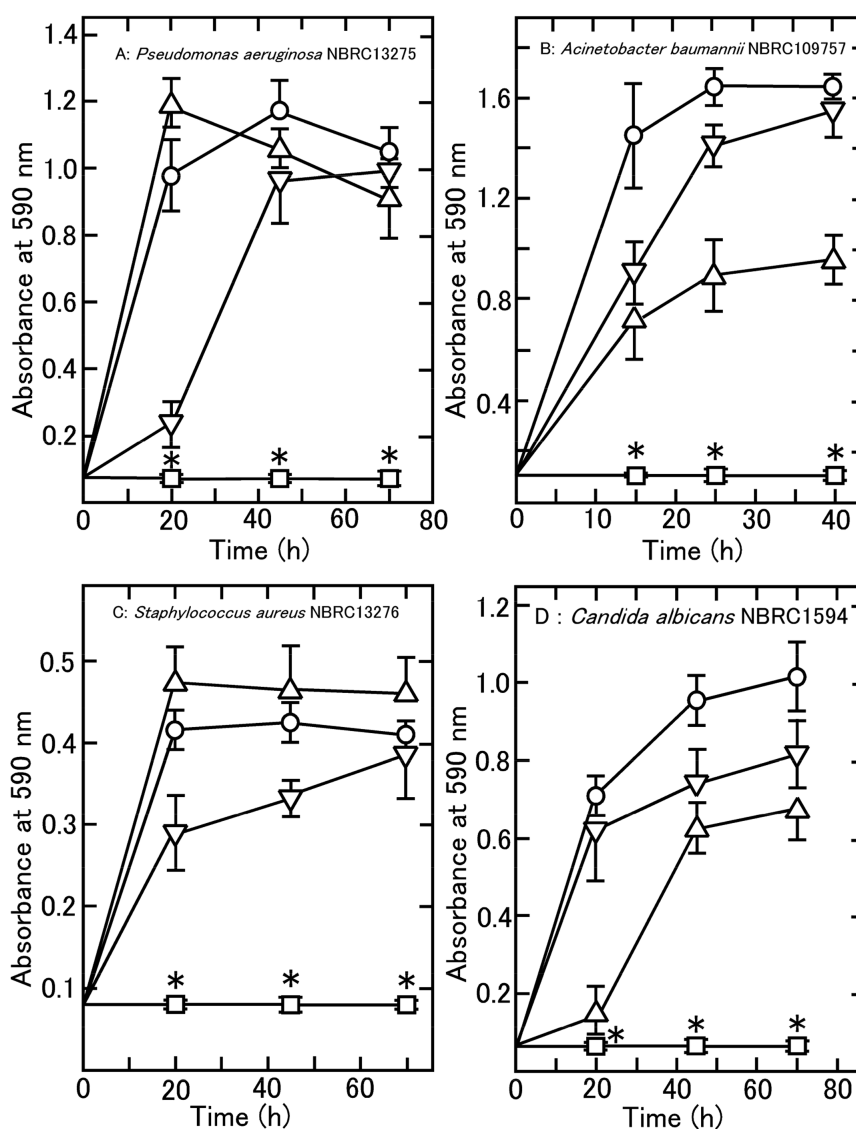 A: Pseudomonas aeruginosa NBRC13275
Absorbance at 590 nm
1.4
1.2
1.0
0.8
0.6
0.4
0.2
0 20 40 60 80
Time (h)
B: Acinetobacter baumannii NBRC109757
Absorbance at 590 nm
1.6
1.2
0.8
0.4
0 10 20 30 40
Time (h)
* * *
* * *
C: Staphylococcus aureus NBRC13276
Absorbance at 590 nm
0.5
0.4
0.3
0.2
0.1
0 20 40 60
Time (h)
* * *
D : Candida albicans NBRC1594
Absorbance at 590 nm
1.2
1.0
0.8
0.6
0.4
0.2
0 20 40 60 80
Time (h)
* * *